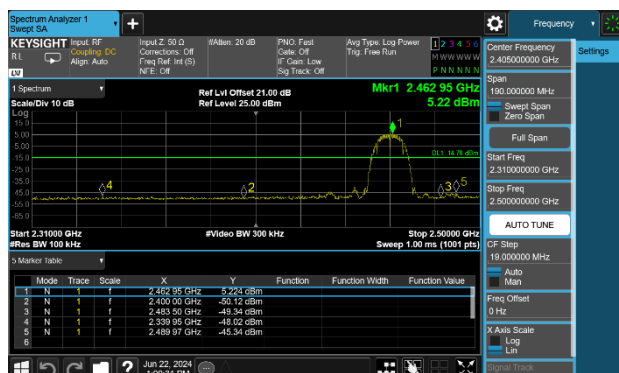 Spectrum Analyzer 1
Swept SA
Frequency
KEYSIGHT
Input: RF
Coupling: DC
Align: Auto
Input Z: 50 Ω
Corrections: Off
Freq Ref: Int (S)
NFE: Off
#Atten: 20 dB
PNO: Fast
Gate: Off
IF Gain: Low
Sig Track: Off
Avg Type: Log-Power
Trig: Free Run
1 2 3 4 5 6
M W W W W W
P N N N N N
RL
LXI
Settings
Center Frequency
2.405000000 GHz
Span
190.000000 MHz
Swept Span
Zero Span
Full Span
Start Freq
2.310000000 GHz
Stop Freq
2.500000000 GHz
AUTO TUNE
CF Step
19.000000 MHz
Auto
Man
Freq Offset
0 Hz
X Axis Scale
Log
Lin
Signal Track
1 Spectrum
Scale/Div 10 dB
Ref Lvl Offset 21.00 dB
Ref Level 25.00 dBm
Mkr1 2.462 95 GHz
5.22 dBm
Log
15.0
5.00
-5.00
-15.0
-25.0
-35.0
-45.0
-55.0
-65.0
1
4
2
3
5
Start 2.31000 GHz
#Res BW 100 kHz
#Video BW 300 kHz
Stop 2.50000 GHz
Sweep 1.00 ms (1001 pts)
5 Marker Table
Mode Trace Scale X Y Function Function Width Function Value
1 N 1 f 2.462 95 GHz 5.224 dBm
2 N 1 f 2.400 00 GHz -50.12 dBm
3 N 1 f 2.483 50 GHz -49.34 dBm
4 N 1 f 2.339 95 GHz -48.02 dBm
5 N 1 f 2.489 97 GHz -45.34 dBm
6
Jun 22, 2024